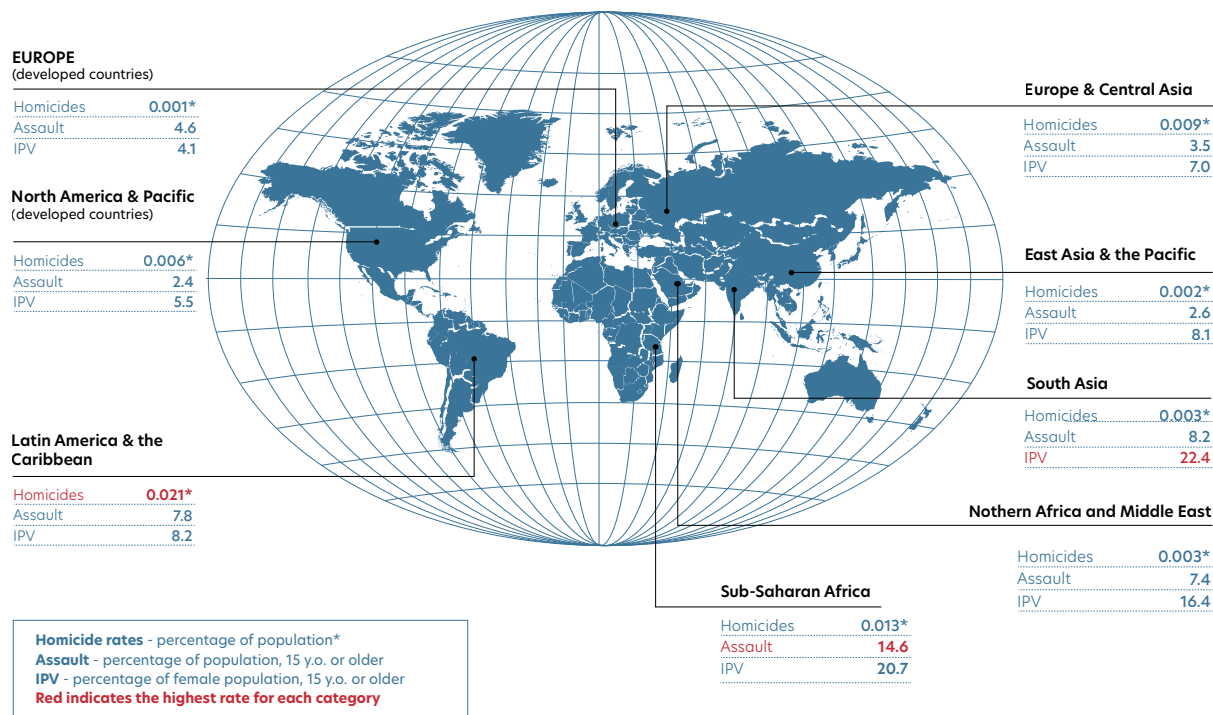 EUROPE
(developed countries)
Homicides 0.001*
Assault 4.6
IPV 4.1
North America & Pacific
(developed countries)
Homicides 0.006*
Assault 2.4
IPV 5.5
Latin America & the
Caribbean
Homicides 0.021*
Assault 7.8
IPV 8.2
Europe & Central Asia
Homicides 0.009*
Assault 3.5
IPV 7.0
East Asia & the Pacific
Homicides 0.002*
Assault 2.6
IPV 8.1
South Asia
Homicides 0.003*
Assault 8.2
IPV 22.4
Nothern Africa and Middle East
Homicides 0.003*
Assault 7.4
IPV 16.4
Sub-Saharan Africa
Homicides 0.013*
Assault 14.6
IPV 20.7
Homicide rates - percentage of population*
Assault - percentage of population, 15 y.o. or older
IPV - percentage of female population, 15 y.o. or older
Red indicates the highest rate for each category